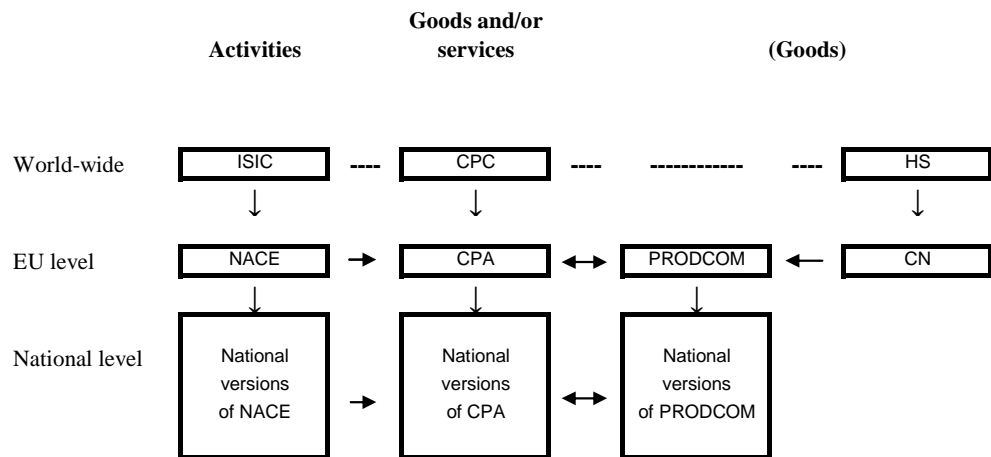 Goods and/or
Activities services (Goods)
World-wide ISIC ---- CPC ---- ----------- ---- HS
EU level NACE CPA PRODCOM CN
National level
National National National
versions versions versions
of NACE of CPA of PRODCOM